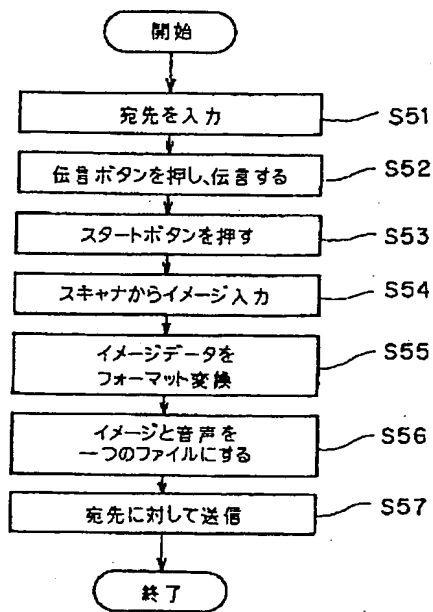 開始
宛先を入力
S51
伝言ボタンを押し、伝言する
S52
スタートボタンを押す
S53
スキャナからイメージ入力
S54
イメージデータを
フォーマット変換
S55
イメージと音声を
一つのファイルにする
S56
宛先に対して送信
S57
終了